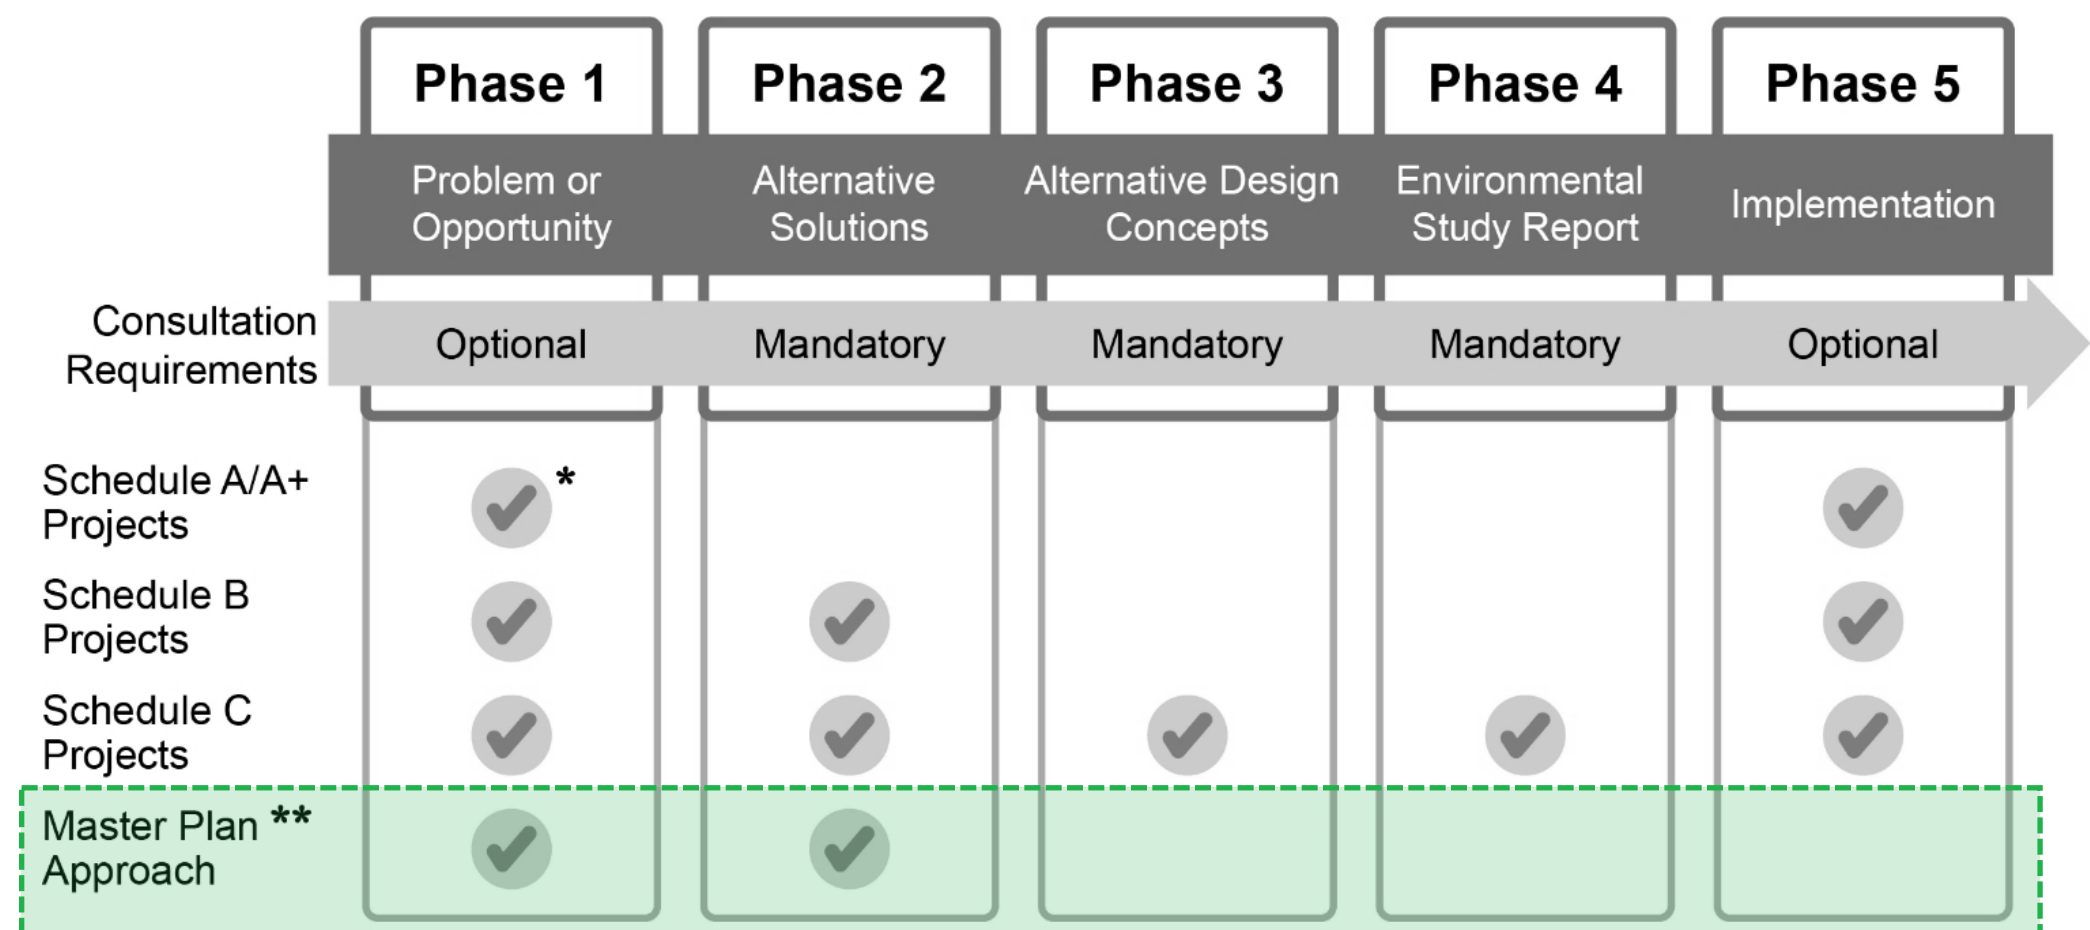 Phase 1
Phase 2
Phase 3
Phase 4
Phase 5
Problem or
Opportunity
Alternative
Solutions
Alternative Design
Concepts
Environmental
Study Report
Implementation
Consultation
Requirements
Optional
Mandatory
Mandatory
Mandatory
Optional
Schedule A/A+
Projects
*
Schedule B
Projects
Schedule C
Projects
Master Plan **
Approach